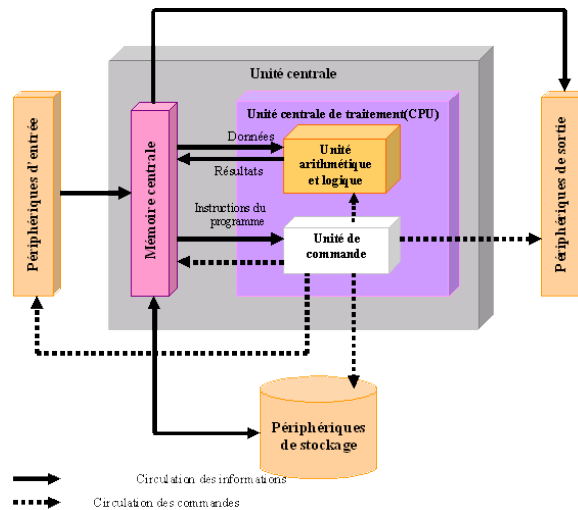 Unité centrale
Unité centrale de traitement(CPU)
Périphériques d'entrée
Mémoire centrale
Données
Résultats
Unité
arithmétique
et logique
Périphériques de sortie
Instructions du
programme
Unité de
commande
Périphériques
de stockage
Circulation des informations
Circulation des commandes